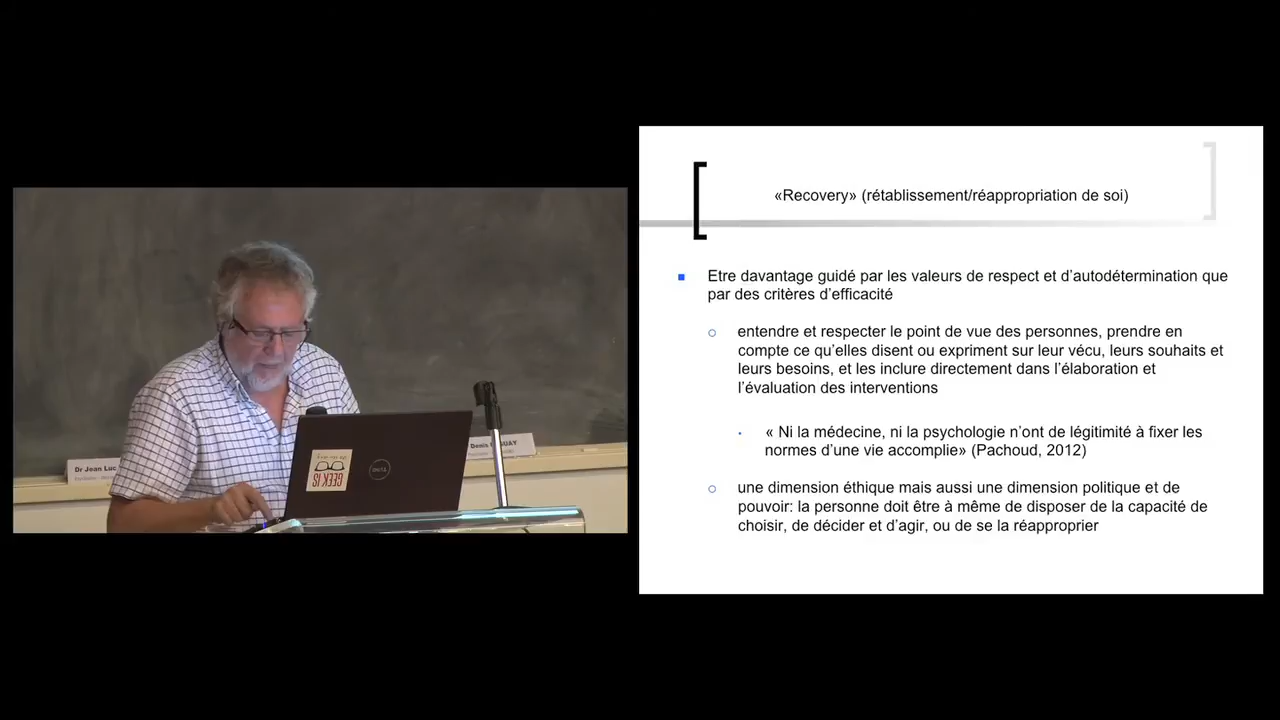 Dr Jean Luc
Denis
UAY
GEEK IS
DELL
«Recovery» (rétablissement/réappropriation de soi)
Etre davantage guidé par les valeurs de respect et d’autodétermination que
par des critères d’efficacité
entendre et respecter le point de vue des personnes, prendre en
compte ce qu’elles disent ou expriment sur leur vécu, leurs souhaits et
leurs besoins, et les inclure directement dans l’élaboration et
l’évaluation des interventions
« Ni la médecine, ni la psychologie n’ont de légitimité à fixer les
normes d’une vie accomplie» (Pachoud, 2012)
une dimension éthique mais aussi une dimension politique et de
pouvoir: la personne doit être à même de disposer de la capacité de
choisir, de décider et d’agir, ou de se la réapproprier